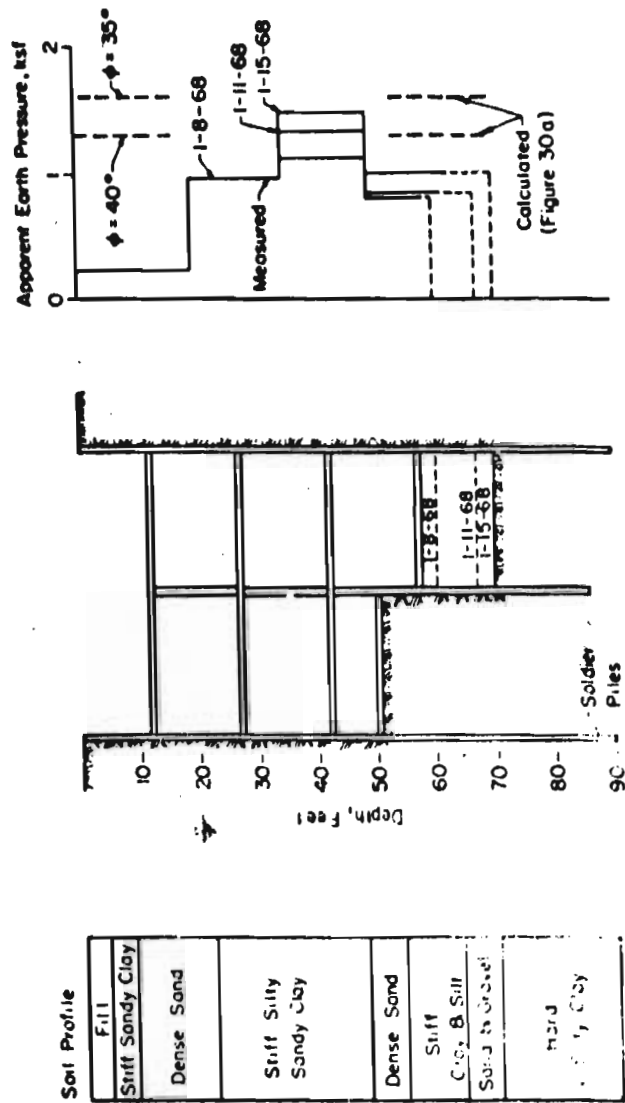 Soil Profile
Fill
Stiff Sandy Clay
Dense Sand
Stiff Silty
Sandy Clay
Dense Sand
Stiff
Clay & Silt
Sand & Gravel
Hard
Clay
Depth, Feet
10
20
30
40
50
60
70
80
90
1-8-68
1-11-68
1-15-68
Soldier
Piles
Apparent Earth Pressure, ksf
0
1
2
ϕ = 40°
ϕ = 35°
1-8-68
1-11-68
1-15-68
Measured
Calculated
(Figure 30a)